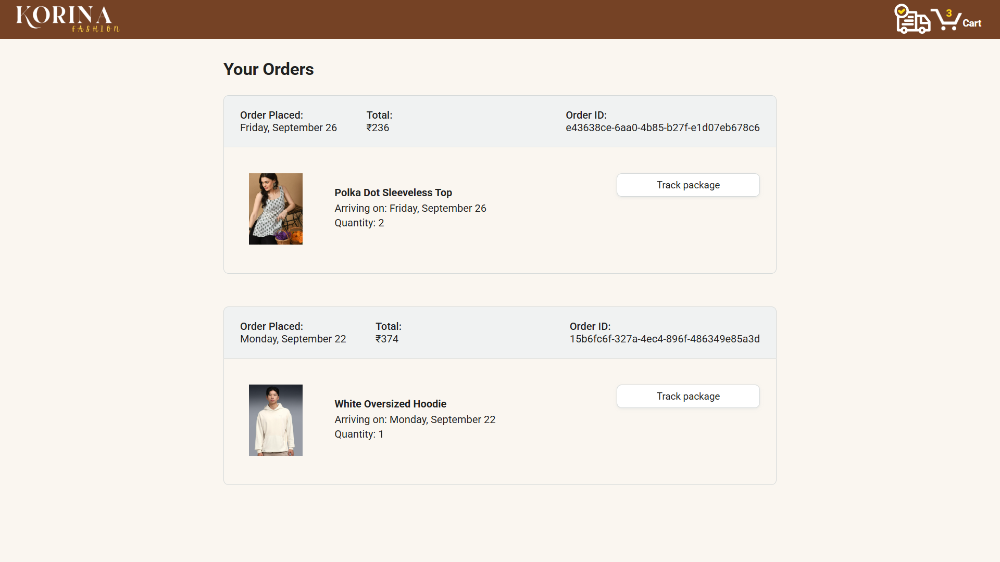 KORINA
FASHION
3
Cart
Your Orders
Order Placed:
Friday, September 26
Total:
₹236
Order ID:
e43638ce-6aa0-4b85-b27f-e1d07eb678c6
Polka Dot Sleeveless Top
Arriving on: Friday, September 26
Quantity: 2
Track package
Order Placed:
Monday, September 22
Total:
₹374
Order ID:
15b6fc6f-327a-4ec4-896f-486349e85a3d
White Oversized Hoodie
Arriving on: Monday, September 22
Quantity: 1
Track package